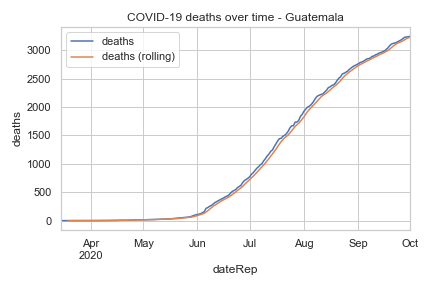 COVID-19 deaths over time - Guatemala
deaths
deaths (rolling)
deaths
3000
2500
2000
1500
1000
500
0
Apr
2020
May
Jun
Jul
Aug
Sep
Oct
dateRep